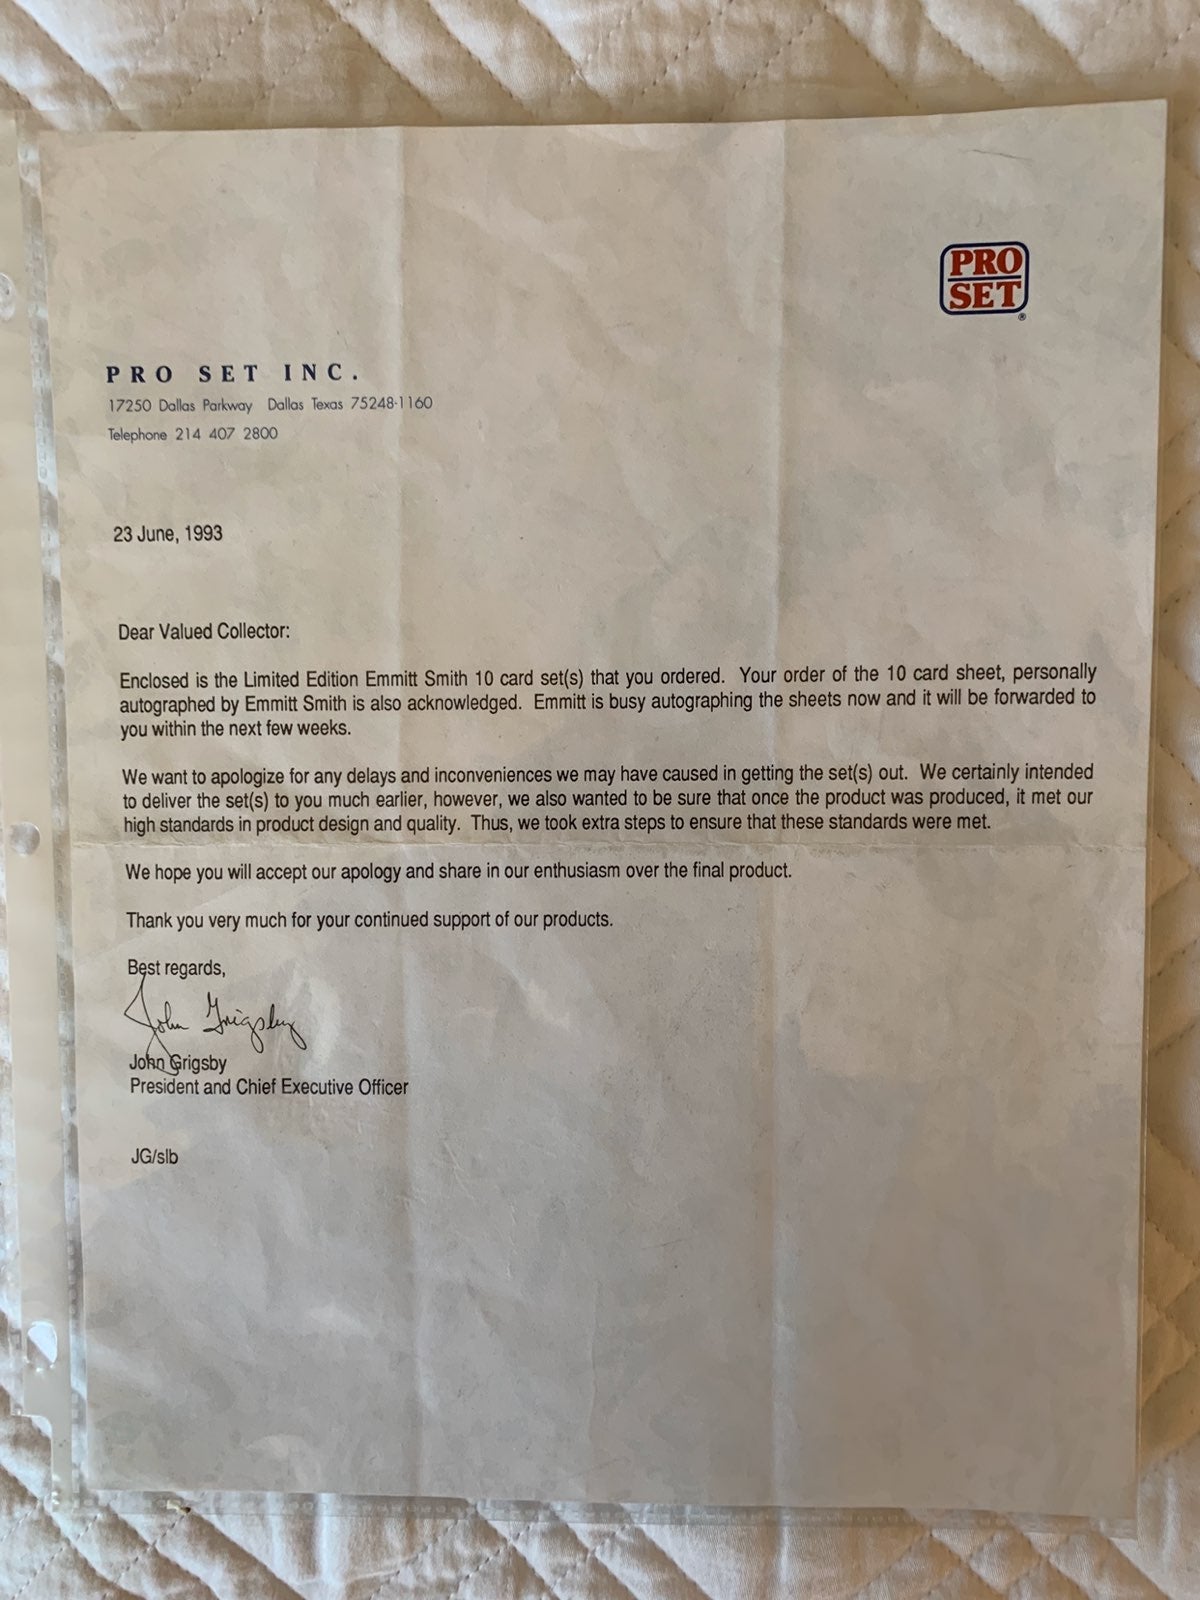 PRO
SET
®
PRO SET INC.
17250 Dallas Parkway Dallas Texas 75248-1160
Telephone 214 407 2800
23 June, 1993
Dear Valued Collector:
Enclosed is the Limited Edition Emmitt Smith 10 card set(s) that you ordered. Your order of the 10 card sheet, personally
autographed by Emmitt Smith is also acknowledged. Emmitt is busy autographing the sheets now and it will be forwarded to
you within the next few weeks.
We want to apologize for any delays and inconveniences we may have caused in getting the set(s) out. We certainly intended
to deliver the set(s) to you much earlier, however, we also wanted to be sure that once the product was produced, it met our
high standards in product design and quality. Thus, we took extra steps to ensure that these standards were met.
We hope you will accept our apology and share in our enthusiasm over the final product.
Thank you very much for your continued support of our products.
Best regards,
John Grigsby
John Grigsby
President and Chief Executive Officer
JG/slb